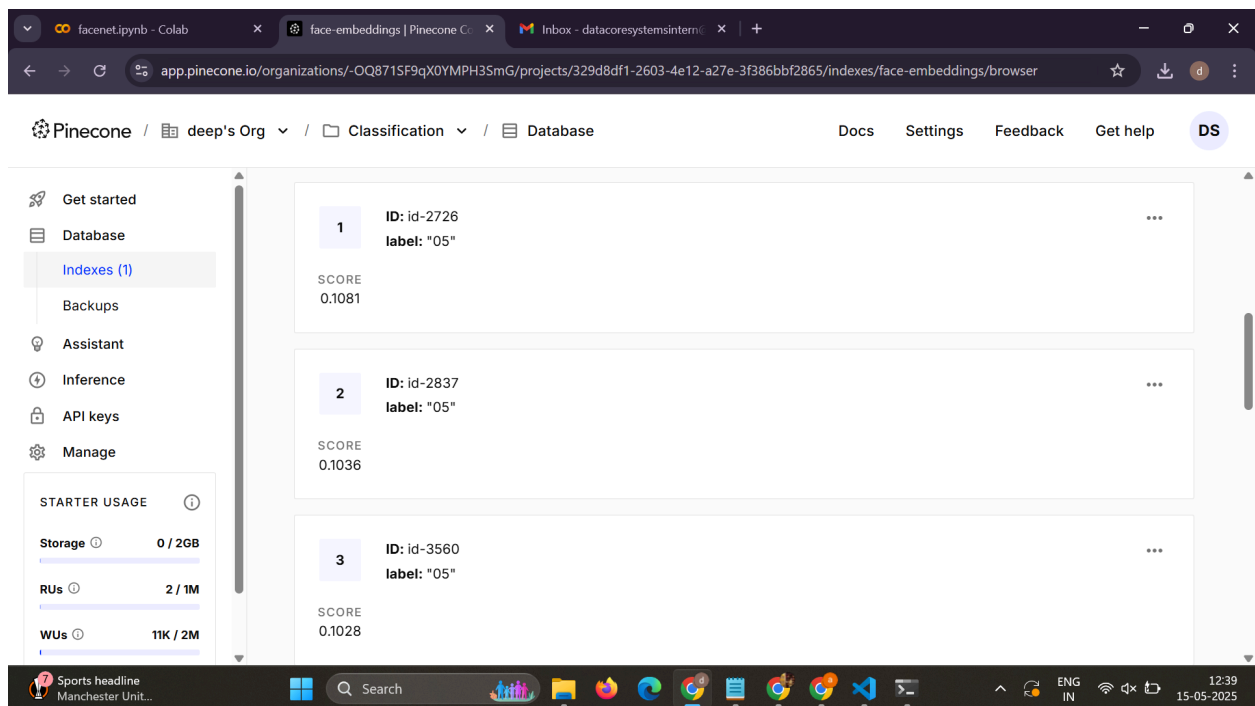 facenet.ipynb - Colab
face-embeddings | Pinecone Co
Inbox - datacoresystemsintern@
app.pinecone.io/organizations/-OQ871SF9qX0YMPH3SmG/projects/329d8df1-2603-4e12-a27e-3f386bbf2865/indexes/face-embeddings/browser
d
Pinecone / deep's Org / Classification / Database
Docs Settings Feedback Get help DS
Get started
Database
Indexes (1)
Backups
Assistant
Inference
API keys
Manage
STARTER USAGE
Storage 0 / 2GB
RUs 2 / 1M
WUs 11K / 2M
1
ID: id-2726
label: "05"
SCORE
0.1081
2
ID: id-2837
label: "05"
SCORE
0.1036
3
ID: id-3560
label: "05"
SCORE
0.1028
7
Sports headline
Manchester Unit...
Search
d
a
ENG
IN
12:39
15-05-2025